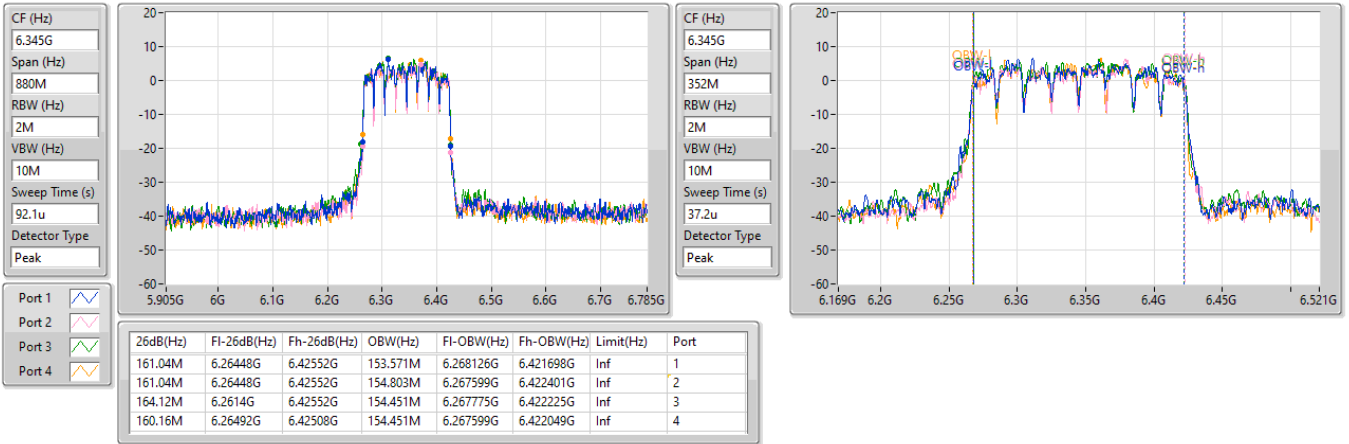 CF (Hz)
6.345G
Span (Hz)
880M
RBW (Hz)
2M
VBW (Hz)
10M
Sweep Time (s)
92.1u
Detector Type
Peak
Port 1
Port 2
Port 3
Port 4
20
10
0
-10
-20
-30
-40
-50
-60
5.905G 6G 6.1G 6.2G 6.3G 6.4G 6.5G 6.6G 6.7G 6.785G
CF (Hz)
6.345G
Span (Hz)
352M
RBW (Hz)
2M
VBW (Hz)
10M
Sweep Time (s)
37.2u
Detector Type
Peak
20
10
0
-10
-20
-30
-40
-50
-60
OBW-l
OBW-h
6.169G 6.2G 6.25G 6.3G 6.35G 6.4G 6.45G 6.521G
26dB(Hz) Fl-26dB(Hz) Fh-26dB(Hz) OBW(Hz) Fl-OBW(Hz) Fh-OBW(Hz) Limit(Hz) Port
161.04M 6.26448G 6.42552G 153.571M 6.268126G 6.421698G Inf 1
161.04M 6.26448G 6.42552G 154.803M 6.267599G 6.422401G Inf 2
164.12M 6.2614G 6.42552G 154.451M 6.267775G 6.422225G Inf 3
160.16M 6.26492G 6.42508G 154.451M 6.267599G 6.422049G Inf 4